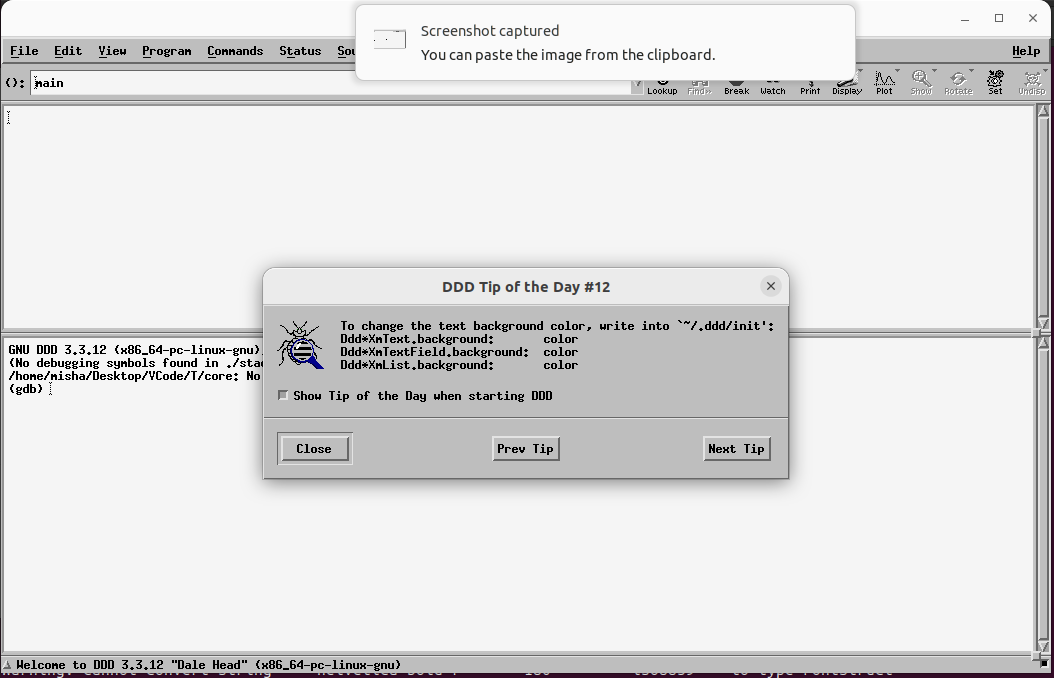 Screenshot captured
You can paste the image from the clipboard.
File Edit View Program Commands Status Help
(): main
Lookup Find» Break Watch Print Display Plot Show Rotate Set Undisp
DDD Tip of the Day #12
To change the text background color, write into `~/.ddd/init':
Ddd*XmText.background: color
Ddd*XmTextField.background: color
Ddd*XmList.background: color
Show Tip of the Day when starting DDD
Close Prev Tip Next Tip
GNU DDD 3.3.12 (x86_64-pc-linux-gnu)
(No debugging symbols found in
/home/misha/Desktop/VCode/T/core: No
(gdb)
Welcome to DDD 3.3.12 "Dale Head" (x86_64-pc-linux-gnu)